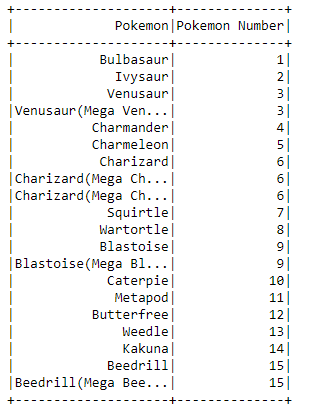 +--------------------+--------------+
|             Pokemon|Pokemon Number|
+--------------------+--------------+
|           Bulbasaur|             1|
|             Ivysaur|             2|
|            Venusaur|             3|
|Venusaur(Mega Ven...|             3|
|          Charmander|             4|
|          Charmeleon|             5|
|           Charizard|             6|
|Charizard(Mega Ch...|             6|
|Charizard(Mega Ch...|             6|
|            Squirtle|             7|
|           Wartortle|             8|
|           Blastoise|             9|
|Blastoise(Mega Bl...|             9|
|            Caterpie|            10|
|             Metapod|            11|
|          Butterfree|            12|
|              Weedle|            13|
|              Kakuna|            14|
|            Beedrill|            15|
|Beedrill(Mega Bee...|            15|
+--------------------+--------------+